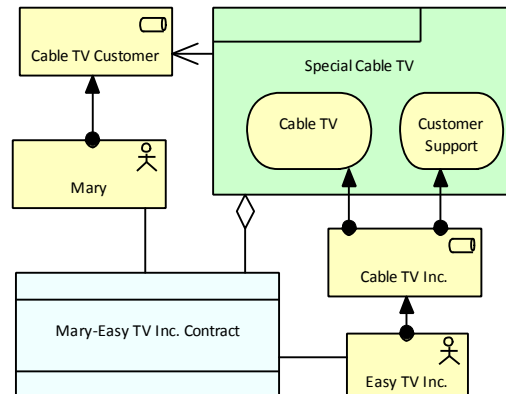 Cable TV Customer
Special Cable TV
Cable TV
Customer
Support
Mary
Cable TV Inc.
Mary-Easy TV Inc. Contract
Easy TV Inc.